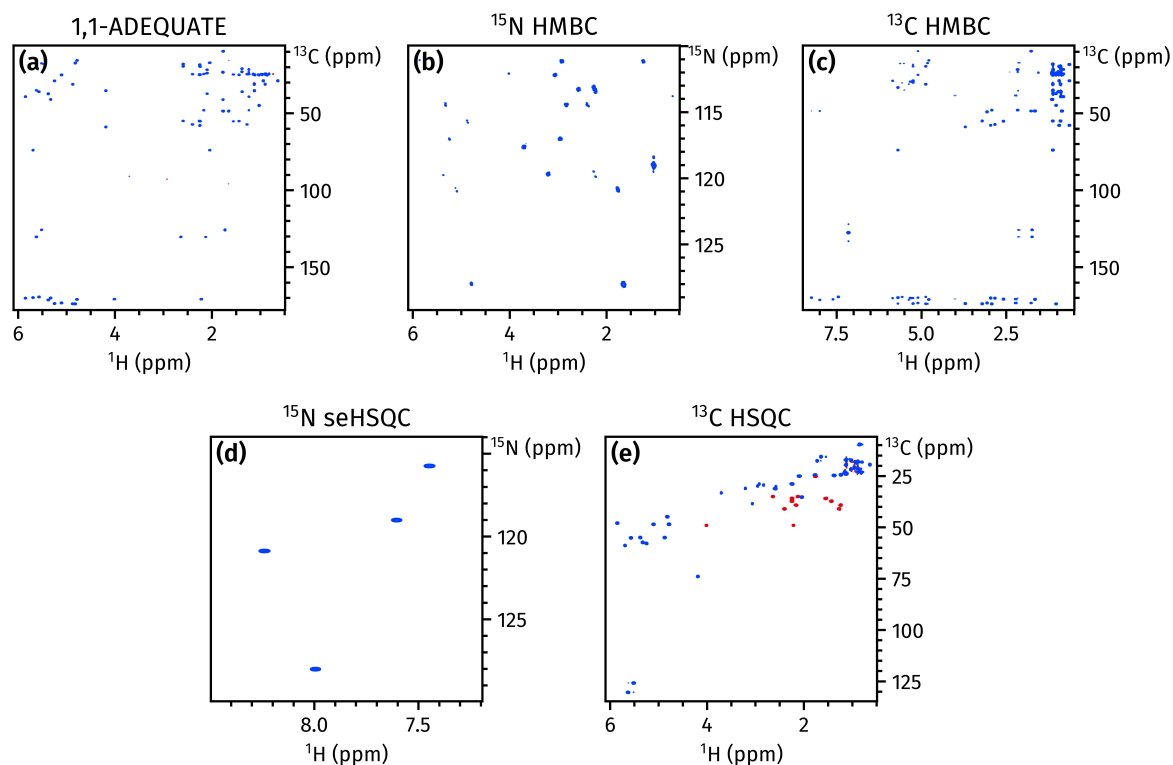 1,1-ADEQUATE
(a)
¹³C (ppm)
50
100
150
6
4
2
¹H (ppm)
¹⁵N HMBC
(b)
¹⁵N (ppm)
115
120
125
6
4
2
¹H (ppm)
¹³C HMBC
(c)
¹³C (ppm)
50
100
150
7.5
5.0
2.5
¹H (ppm)
¹⁵N seHSQC
(d)
¹⁵N (ppm)
120
125
8.0
7.5
¹H (ppm)
¹³C HSQC
(e)
¹³C (ppm)
25
50
75
100
125
6
4
2
¹H (ppm)